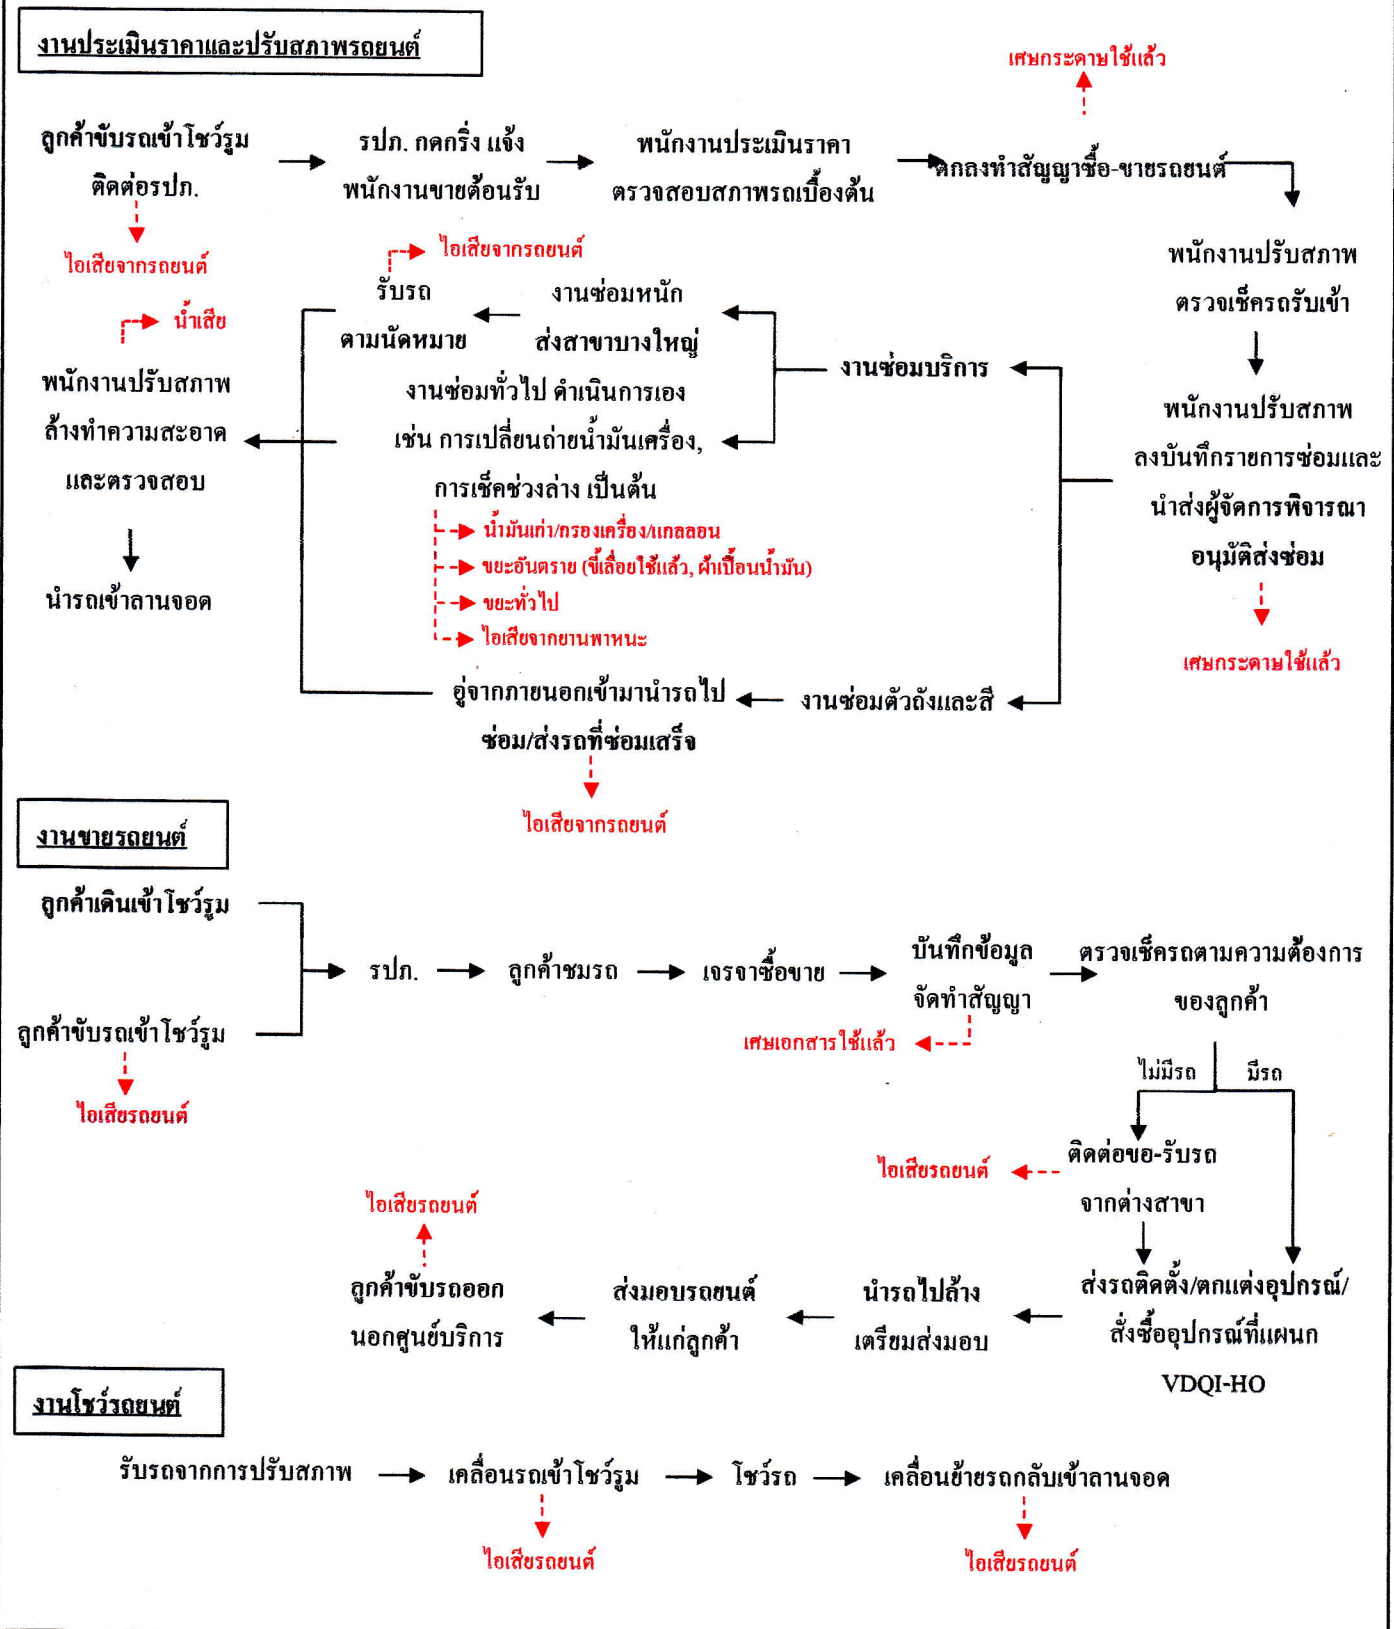 งานประเมินราคาและปรับสภาพรถยนต์
เศษกระดาษใช้แล้ว
ลูกค้าขับรถเข้าโชว์รูม
ติดต่อรปภ.
รปภ. กดกริ่ง แจ้ง
พนักงานขายต้อนรับ
พนักงานประเมินราคา
ตรวจสอบสภาพรถเบื้องต้น
ตกลงทำสัญญาซื้อ-ขายรถยนต์
ไอเสียจากรถยนต์
พนักงานปรับสภาพ
ตรวจเช็ครถรับเข้า
พนักงานปรับสภาพ
ลงบันทึกรายการซ่อมและ
นำส่งผู้จัดการพิจารณา
อนุมัติส่งซ่อม
เศษกระดาษใช้แล้ว
งานซ่อมบริการ
งานซ่อมหนัก
ส่งสาขาบางใหญ่
ไอเสียจากรถยนต์
รับรถ
ตามนัดหมาย
งานซ่อมทั่วไป ดำเนินการเอง
เช่น การเปลี่ยนถ่ายน้ำมันเครื่อง,
การเช็คช่วงล่าง เป็นต้น
น้ำมันเก่า/กรองเครื่อง/แกลลอน
ขยะอันตราย (ขี้เลื่อยใช้แล้ว, ผ้าเปื้อนน้ำมัน)
ขยะทั่วไป
ไอเสียจากยานพาหนะ
งานซ่อมตัวถังและสี
อู่จากภายนอกเข้ามานำรถไป
ซ่อม/ส่งรถที่ซ่อมเสร็จ
ไอเสียจากรถยนต์
น้ำเสีย
พนักงานปรับสภาพ
ล้างทำความสะอาด
และตรวจสอบ
นำรถเข้าลานจอด
งานขายรถยนต์
ลูกค้าเดินเข้าโชว์รูม
ลูกค้าขับรถเข้าโชว์รูม
ไอเสียรถยนต์
รปภ.
ลูกค้าชมรถ
เจรจาซื้อขาย
บันทึกข้อมูล
จัดทำสัญญา
เศษเอกสารใช้แล้ว
ตรวจเช็ครถตามความต้องการ
ของลูกค้า
ไม่มีรถ
มีรถ
ติดต่อขอ-รับรถ
จากต่างสาขา
ไอเสียรถยนต์
ส่งรถติดตั้ง/ตกแต่งอุปกรณ์/
สั่งซื้ออุปกรณ์ที่แผนก
VDQI-HO
นำรถไปล้าง
เตรียมส่งมอบ
ส่งมอบรถยนต์
ให้แก่ลูกค้า
ลูกค้าขับรถออก
นอกศูนย์บริการ
ไอเสียรถยนต์
งานโชว์รถยนต์
รับรถจากการปรับสภาพ
เคลื่อนรถเข้าโชว์รูม
โชว์รถ
เคลื่อนย้ายรถกลับเข้าลานจอด
ไอเสียรถยนต์
ไอเสียรถยนต์